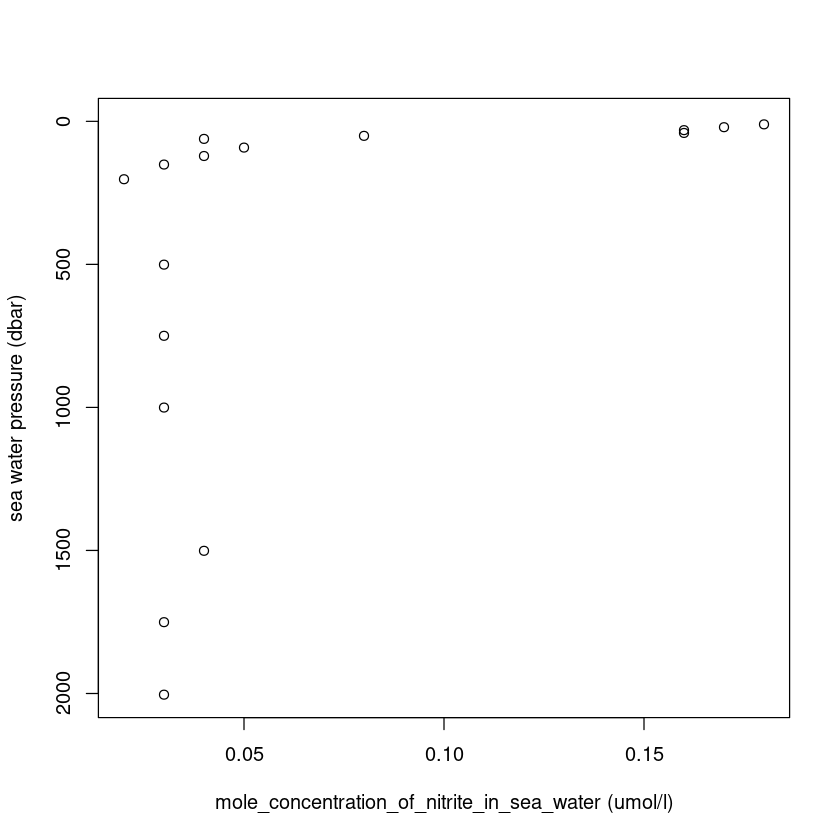 0
500
1000
1500
2000
sea water pressure (dbar)
0.05 0.10 0.15
mole_concentration_of_nitrite_in_sea_water (umol/l)